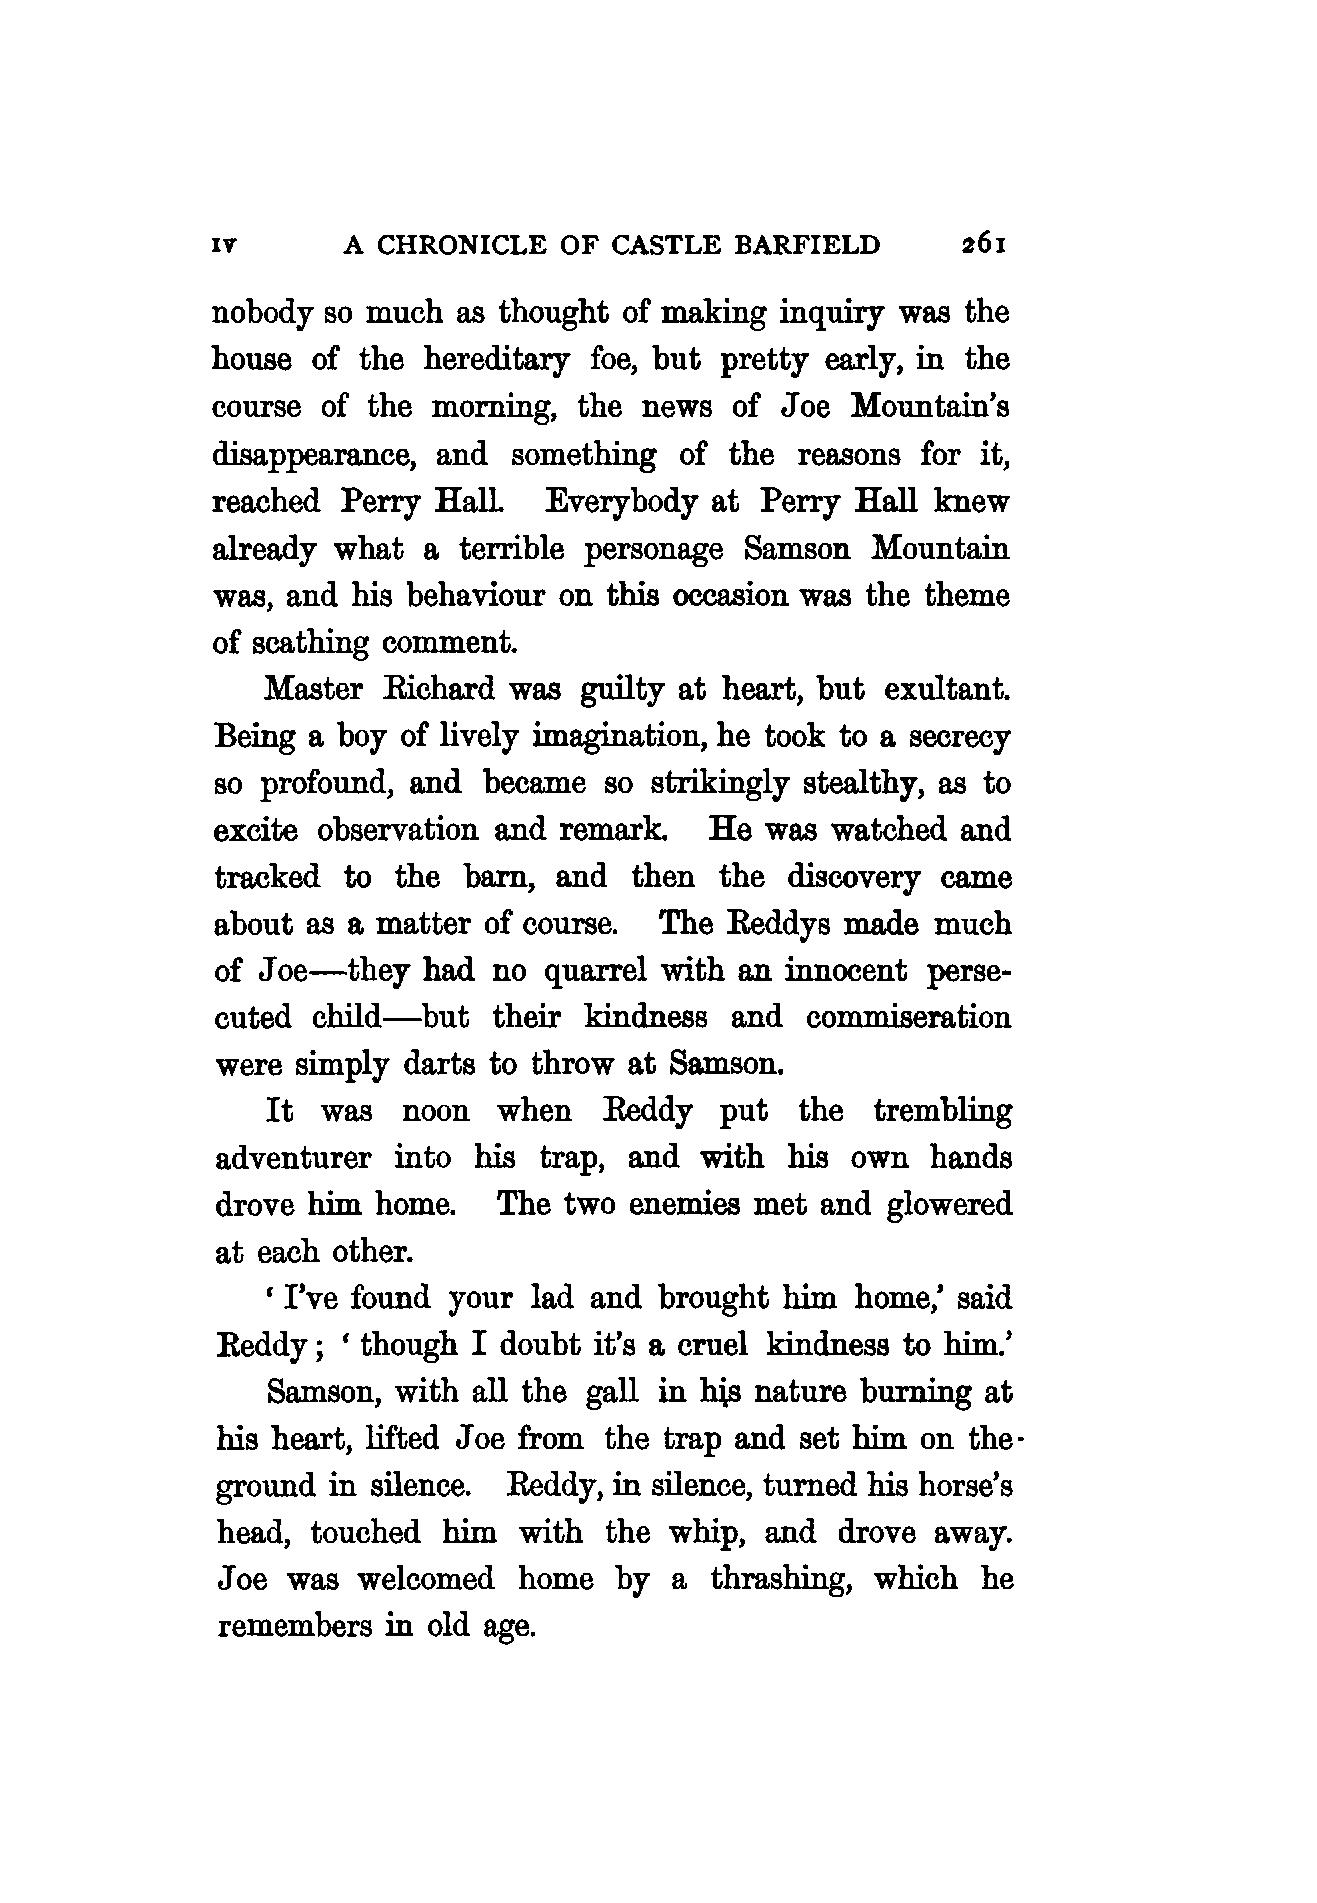 IV A CHRONICLE OF CASTLE BARFIELD 261
nobody so much as thought of making inquiry was the
house of the hereditary foe, but pretty early, in the
course of the morning, the news of Joe Mountain's
disappearance, and something of the reasons for it,
reached Perry Hall. Everybody at Perry Hall knew
already what a terrible personage Samson Mountain
was, and his behaviour on this occasion was the theme
of scathing comment.
Master Richard was guilty at heart, but exultant.
Being a boy of lively imagination, he took to a secrecy
so profound, and became so strikingly stealthy, as to
excite observation and remark. He was watched and
tracked to the barn, and then the discovery came
about as a matter of course. The Reddys made much
of Joe—they had no quarrel with an innocent perse-
cuted child—but their kindness and commiseration
were simply darts to throw at Samson.
It was noon when Reddy put the trembling
adventurer into his trap, and with his own hands
drove him home. The two enemies met and glowered
at each other.
‘ I've found your lad and brought him home,’ said
Reddy ; ‘ though I doubt it's a cruel kindness to him.’
Samson, with all the gall in his nature burning at
his heart, lifted Joe from the trap and set him on the
ground in silence. Reddy, in silence, turned his horse's
head, touched him with the whip, and drove away.
Joe was welcomed home by a thrashing, which he
remembers in old age.